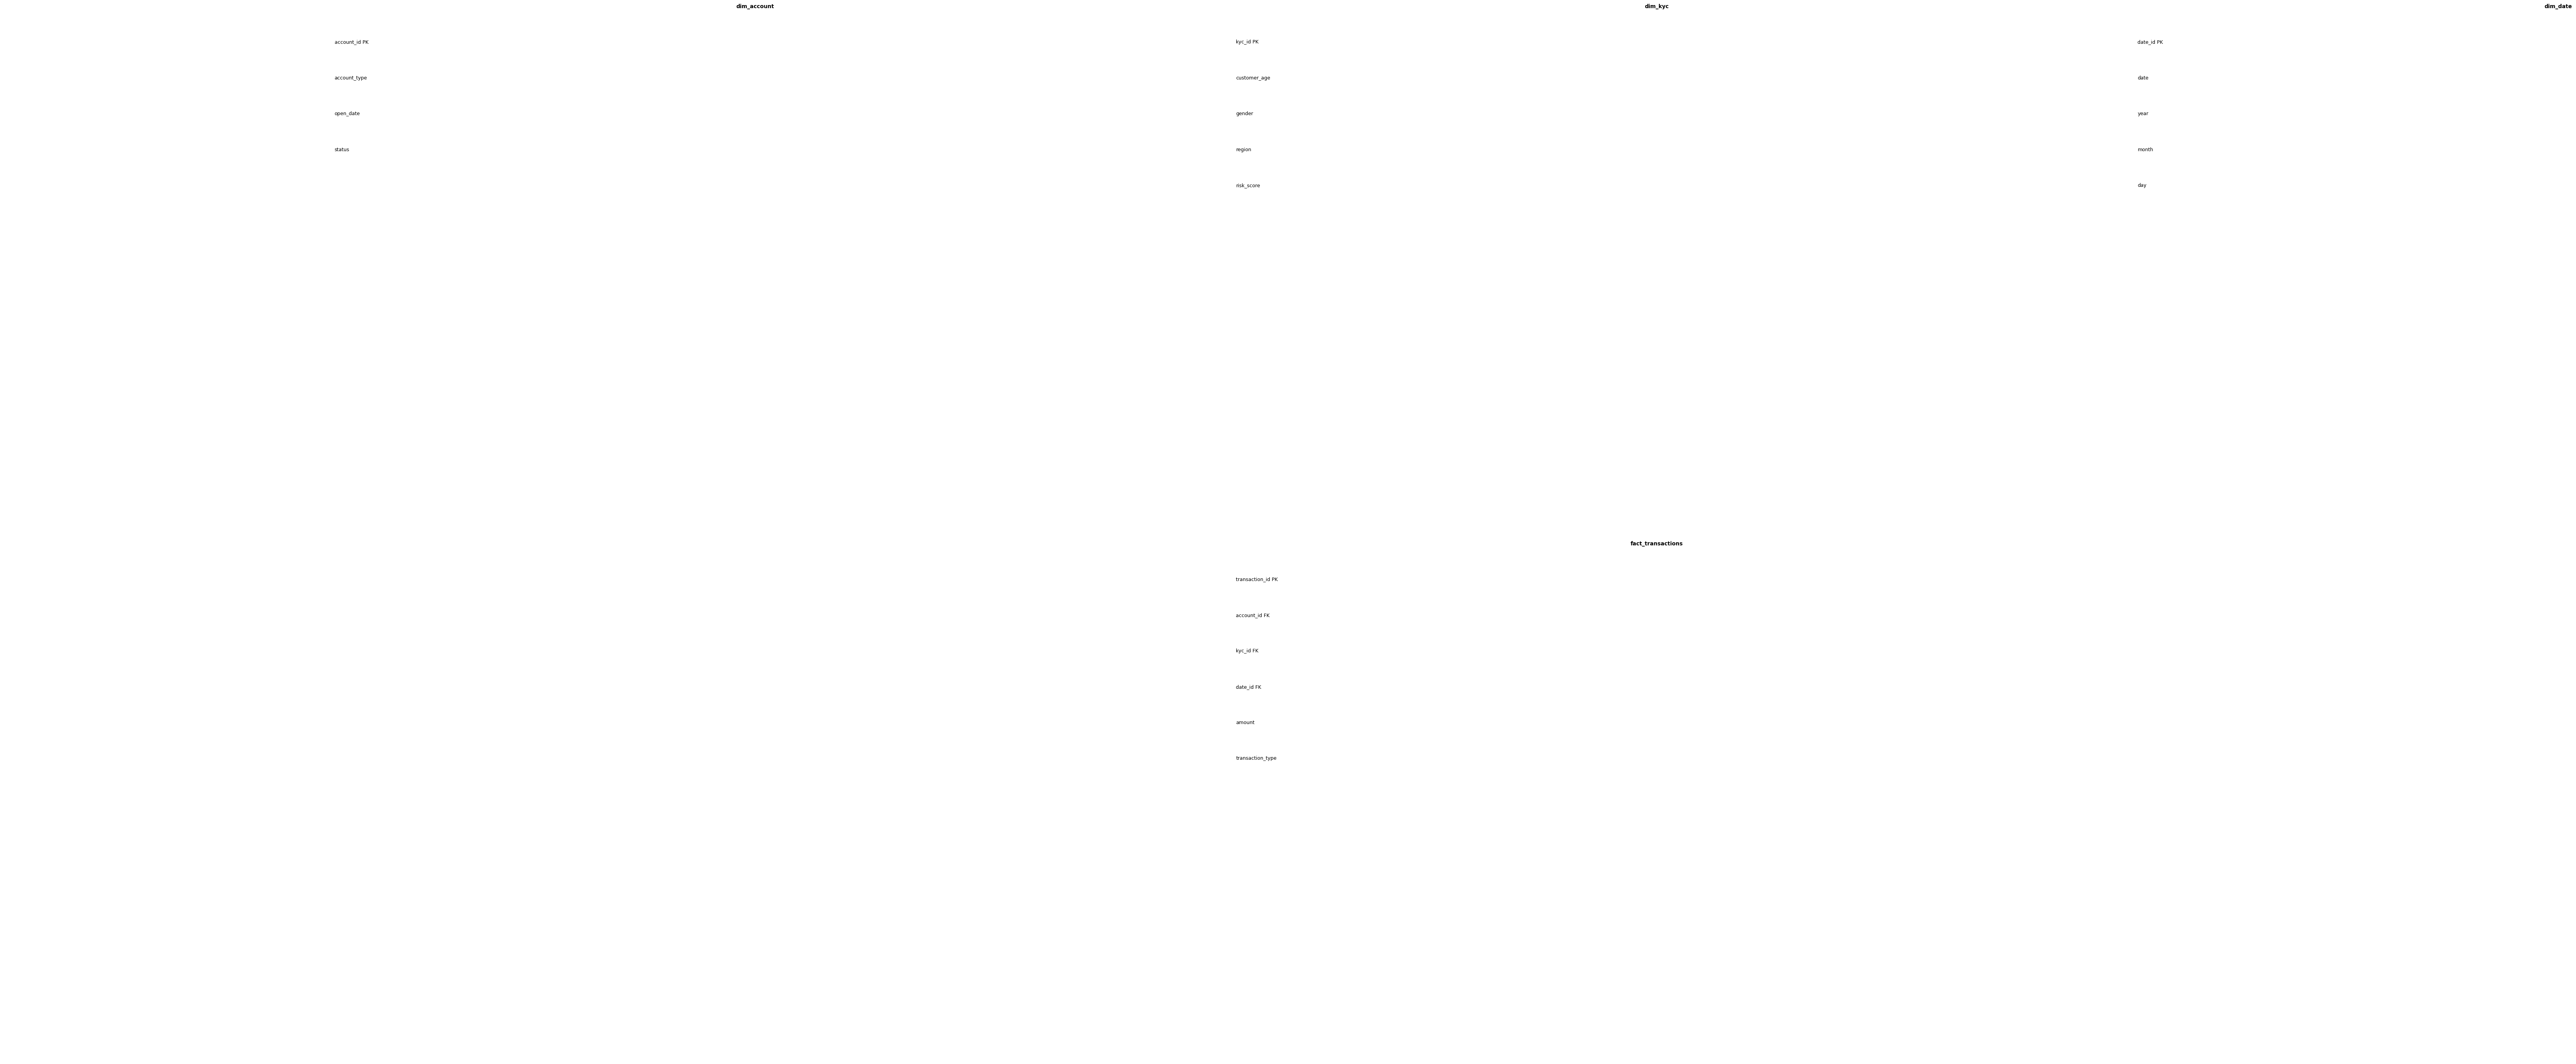 dim_account
account_id PK
account_type
open_date
status
dim_kyc
kyc_id PK
customer_age
gender
region
risk_score
dim_date
date_id PK
date
year
month
day
fact_transactions
transaction_id PK
account_id FK
kyc_id FK
date_id FK
amount
transaction_type